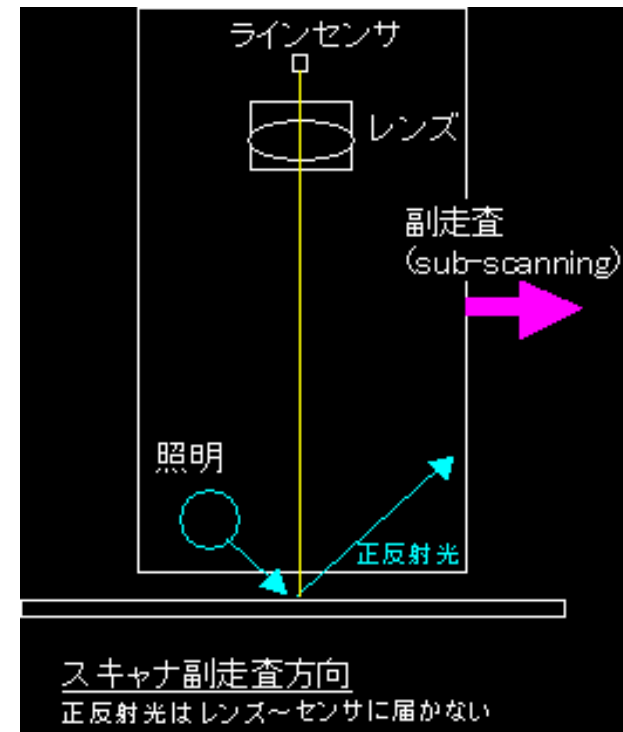 ラインセンサ
レンズ
副走査
(sub-scanning)
照明
正反射光
スキャナ副走査方向
正反射光はレンズ～センサに届かない